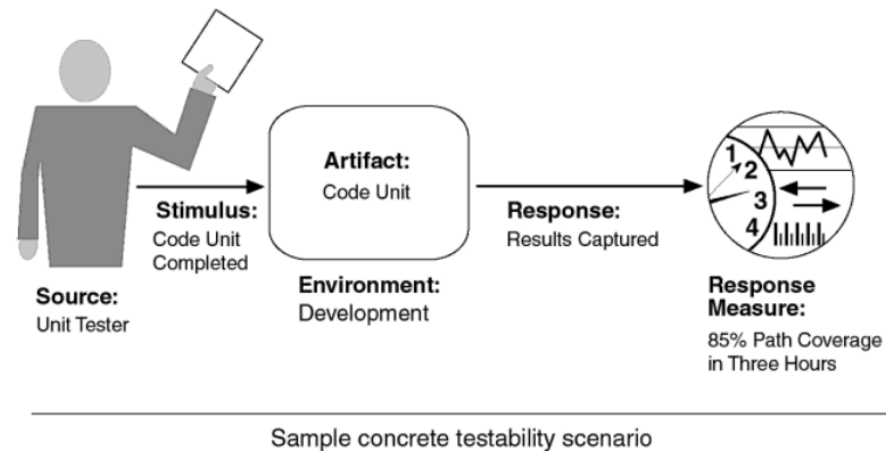 Source:
Unit Tester
Stimulus:
Code Unit
Completed
Artifact:
Code Unit
Environment:
Development
Response:
Results Captured
1
2
3
4
Response
Measure:
85% Path Coverage
in Three Hours
Sample concrete testability scenario